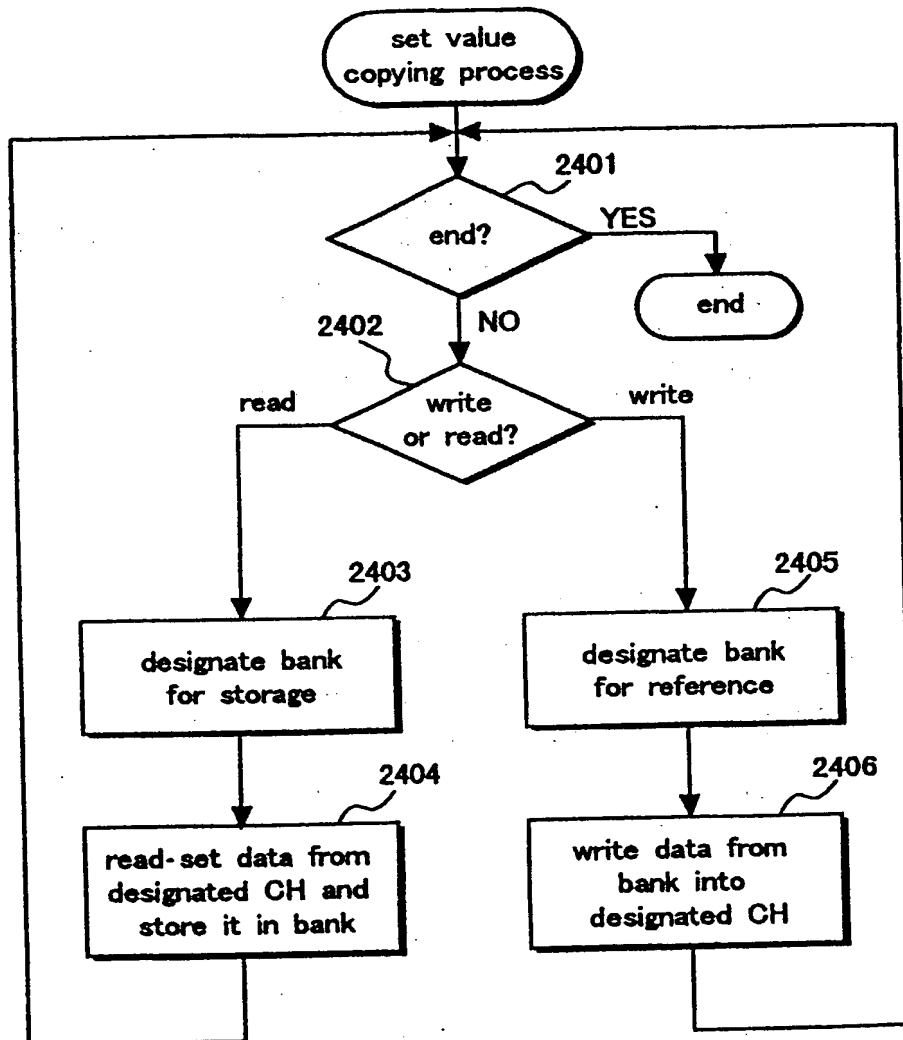 set value
copying process
2401
end?
YES
end
NO
2402
read
write
or read?
write
2403
designate bank
for storage
2405
designate bank
for reference
2404
read-set data from
designated CH and
store it in bank
2406
write data from
bank into
designated CH